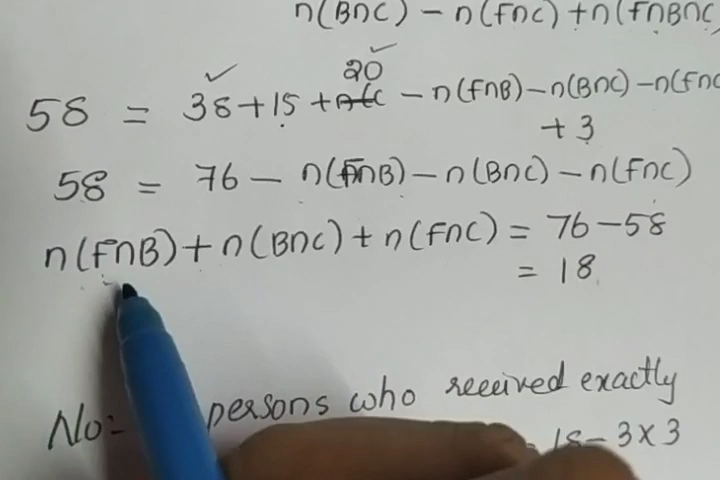 n(B∩C) - n(F∩C) + n(F∩B∩C
20
58 = 38 + 15 + - n(F∩B) - n(B∩C) - n(F∩C
+ 3
58 = 76 - n(F∩B) - n(B∩C) - n(F∩C)
n(F∩B) + n(B∩C) + n(F∩C) = 76 - 58
= 18
No: persons who received exactly
= 18 - 3 × 3